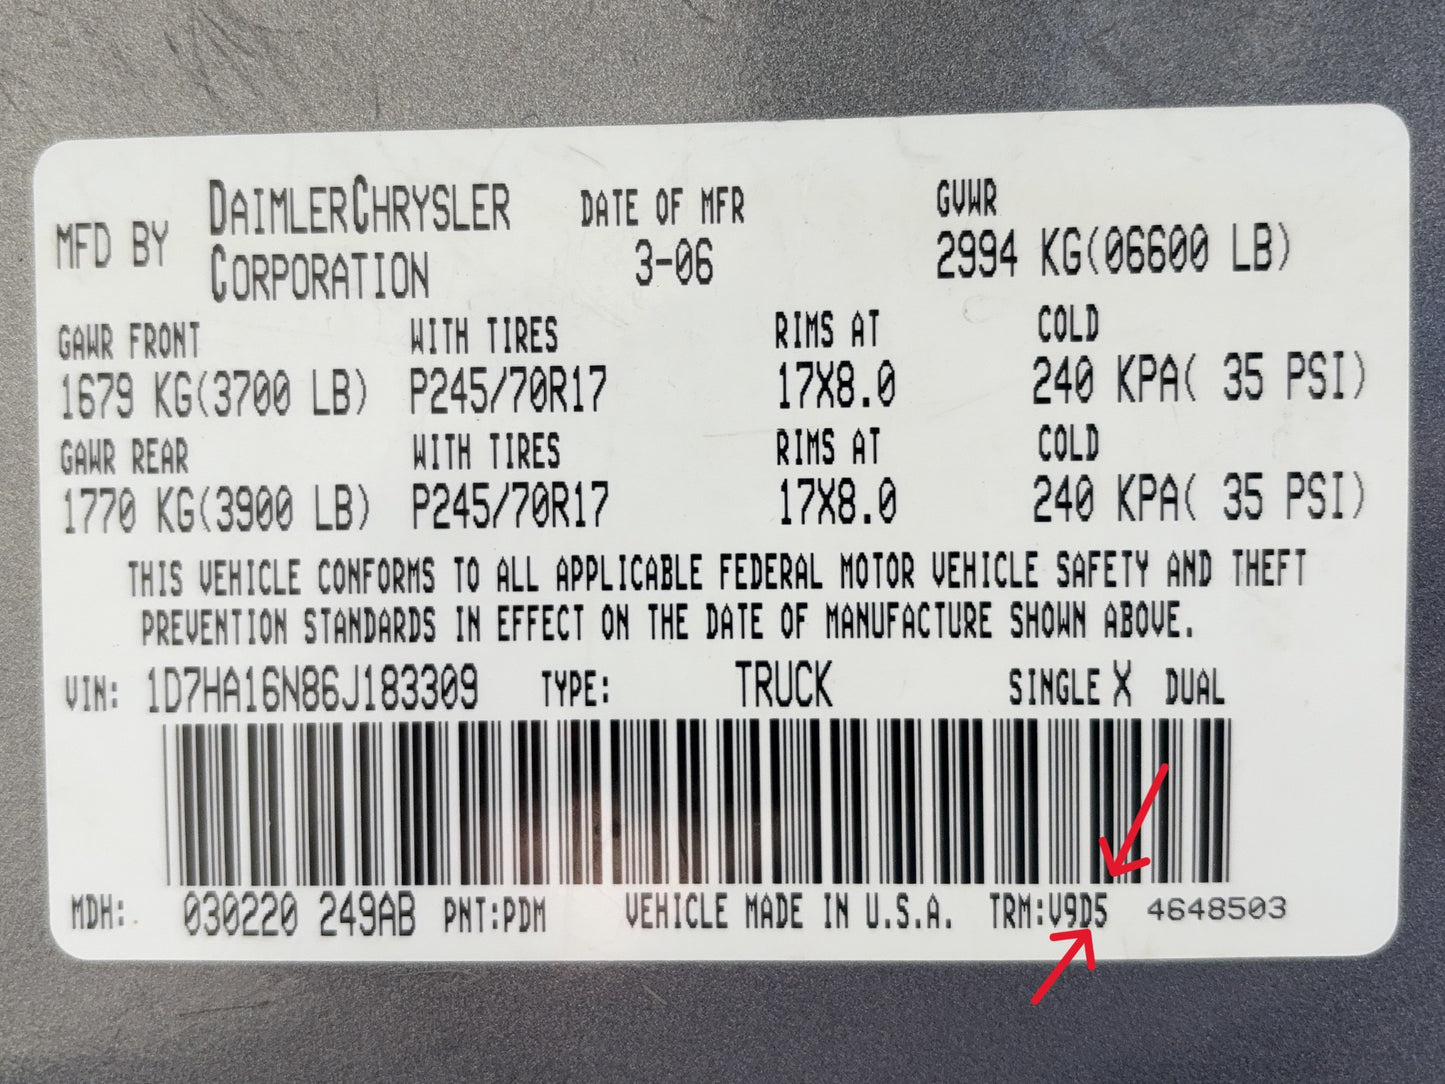 MFD BY DAIMLERCHRYSLER CORPORATION DATE OF MFR 3-06 GVWR 2994 KG(06600 LB)
GAWR FRONT WITH TIRES RIMS AT COLD
1679 KG(3700 LB) P245/70R17 17X8.0 240 KPA( 35 PSI)
GAWR REAR WITH TIRES RIMS AT COLD
1770 KG(3900 LB) P245/70R17 17X8.0 240 KPA( 35 PSI)
THIS VEHICLE CONFORMS TO ALL APPLICABLE FEDERAL MOTOR VEHICLE SAFETY AND THEFT
PREVENTION STANDARDS IN EFFECT ON THE DATE OF MANUFACTURE SHOWN ABOVE.
VIN: 1D7HA16N86J183309 TYPE: TRUCK SINGLE X DUAL
MDH: 030220 249AB PNT:PDM VEHICLE MADE IN U.S.A. TRM:V9D5 4648503